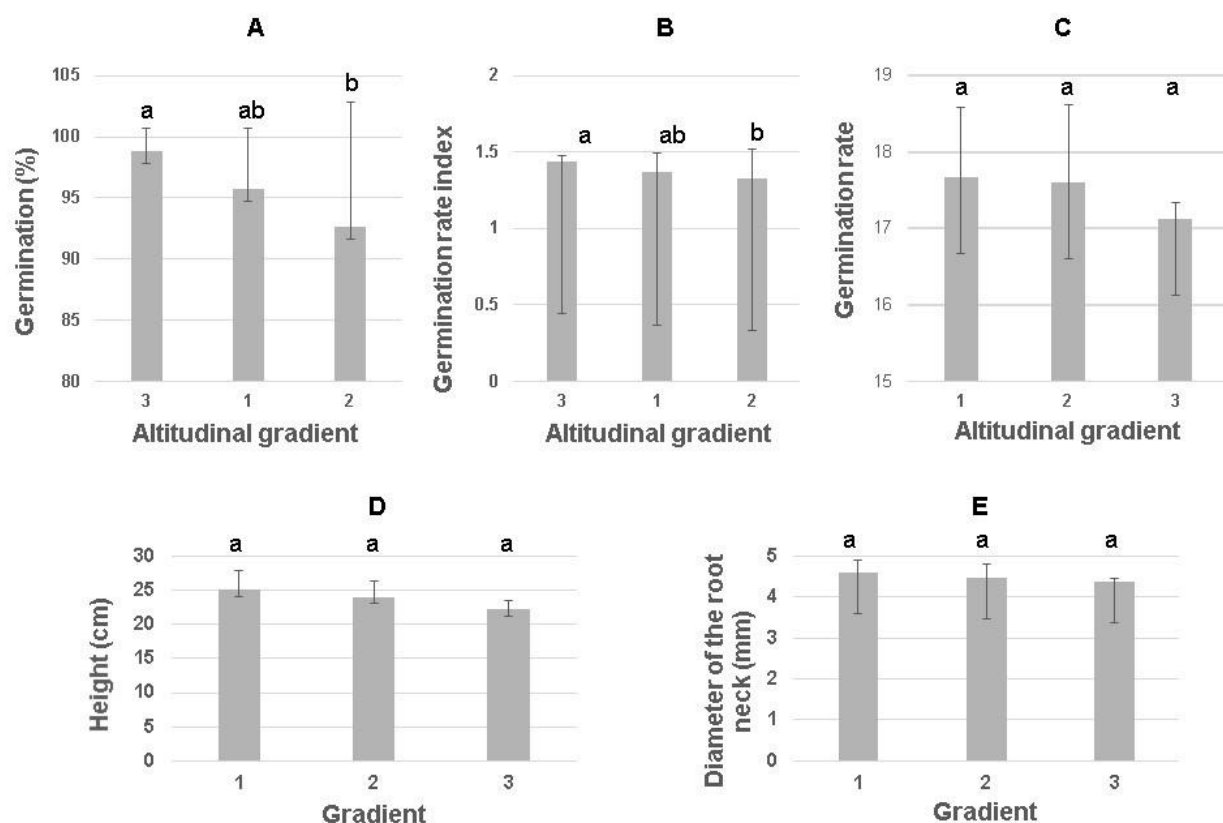 A
105
100
95
90
85
80
Germination (%)
a
ab
b
3 1 2
Altitudinal gradient
B
2
1.5
1
0.5
0
Germination rate index
a
ab
b
3 1 2
Altitudinal gradient
C
19
18
17
16
15
Germination rate
a
a
a
1 2 3
Altitudinal gradient
D
30
25
20
15
10
5
0
Height (cm)
a
a
a
1 2 3
Gradient
E
5
4
3
2
1
0
Diameter of the root
neck (mm)
a
a
a
1 2 3
Gradient